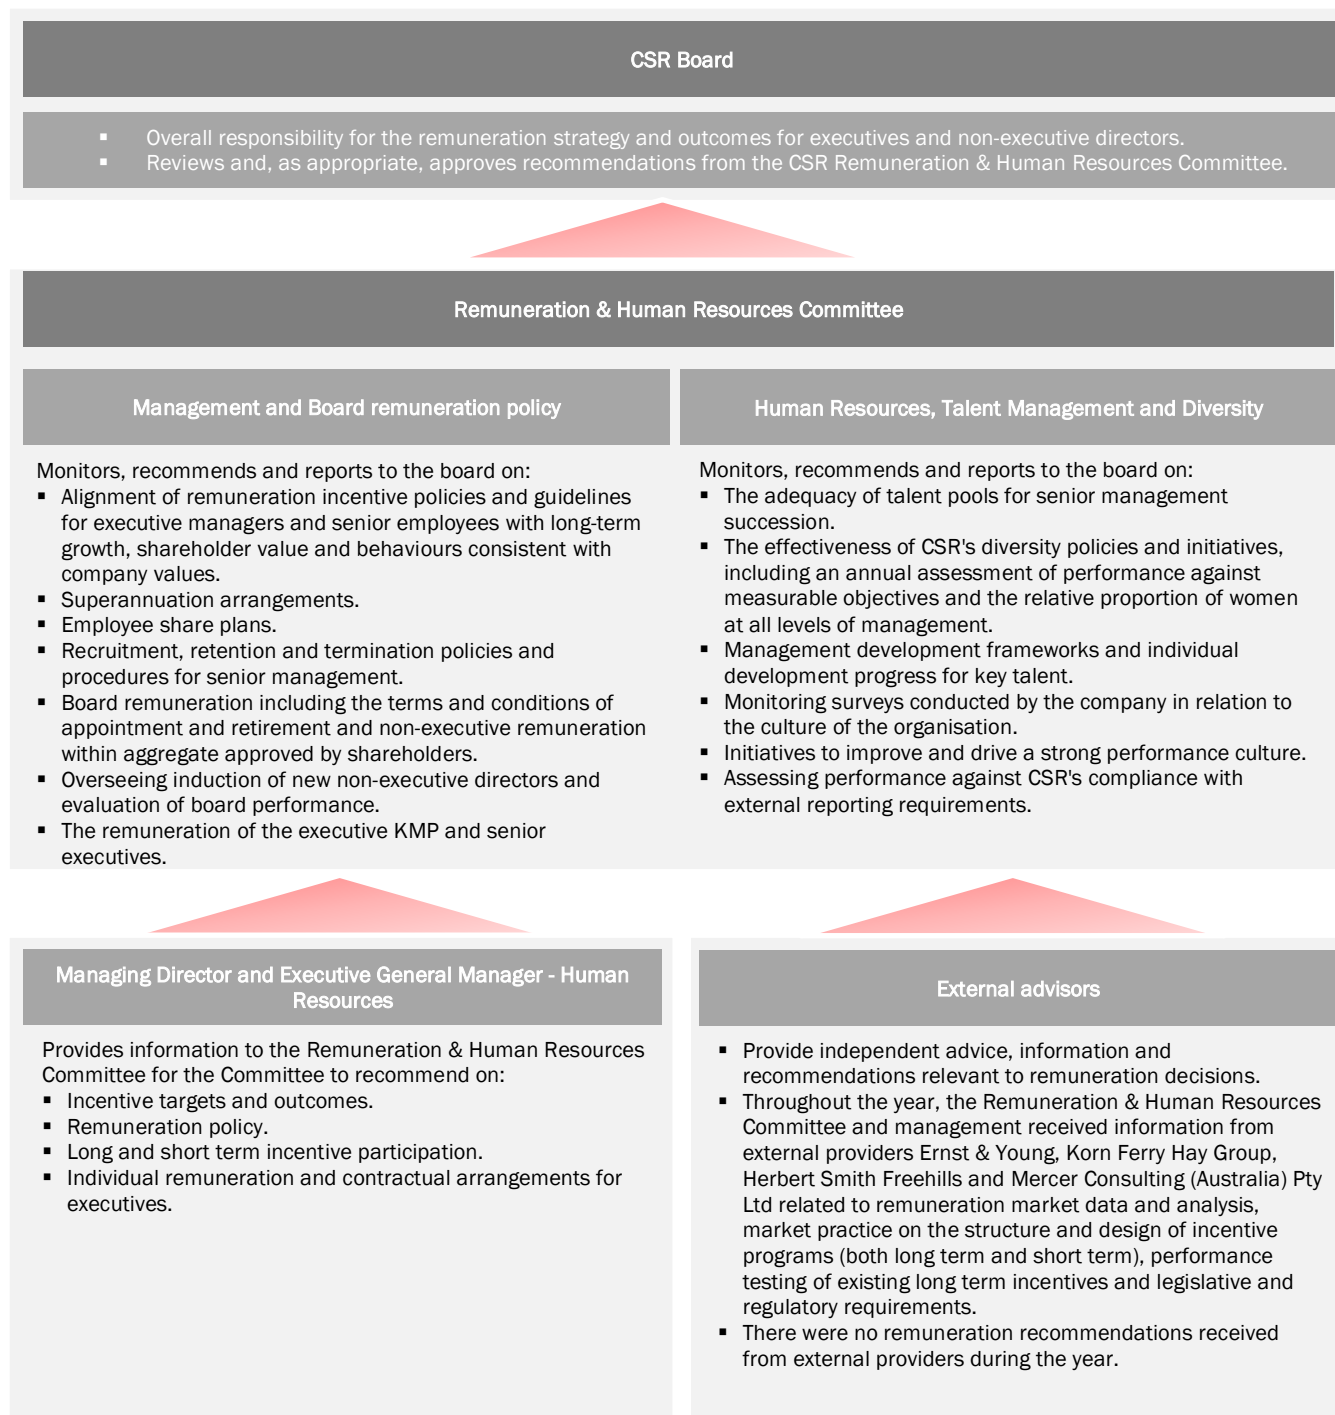 CSR Board
▪ Overall responsibility for the remuneration strategy and outcomes for executives and non-executive directors.
▪ Reviews and, as appropriate, approves recommendations from the CSR Remuneration & Human Resources Committee.
Remuneration & Human Resources Committee
Management and Board remuneration policy
Monitors, recommends and reports to the board on:
▪ Alignment of remuneration incentive policies and guidelines
for executive managers and senior employees with long-term
growth, shareholder value and behaviours consistent with
company values.
▪ Superannuation arrangements.
▪ Employee share plans.
▪ Recruitment, retention and termination policies and
procedures for senior management.
▪ Board remuneration including the terms and conditions of
appointment and retirement and non-executive remuneration
within aggregate approved by shareholders.
▪ Overseeing induction of new non-executive directors and
evaluation of board performance.
▪ The remuneration of the executive KMP and senior
executives.
Human Resources, Talent Management and Diversity
Monitors, recommends and reports to the board on:
▪ The adequacy of talent pools for senior management
succession.
▪ The effectiveness of CSR's diversity policies and initiatives,
including an annual assessment of performance against
measurable objectives and the relative proportion of women
at all levels of management.
▪ Management development frameworks and individual
development progress for key talent.
▪ Monitoring surveys conducted by the company in relation to
the culture of the organisation.
▪ Initiatives to improve and drive a strong performance culture.
▪ Assessing performance against CSR's compliance with
external reporting requirements.
Managing Director and Executive General Manager - Human
Resources
Provides information to the Remuneration & Human Resources
Committee for the Committee to recommend on:
▪ Incentive targets and outcomes.
▪ Remuneration policy.
▪ Long and short term incentive participation.
▪ Individual remuneration and contractual arrangements for
executives.
External advisors
▪ Provide independent advice, information and
recommendations relevant to remuneration decisions.
▪ Throughout the year, the Remuneration & Human Resources
Committee and management received information from
external providers Ernst & Young, Korn Ferry Hay Group,
Herbert Smith Freehills and Mercer Consulting (Australia) Pty
Ltd related to remuneration market data and analysis,
market practice on the structure and design of incentive
programs (both long term and short term), performance
testing of existing long term incentives and legislative and
regulatory requirements.
▪ There were no remuneration recommendations received
from external providers during the year.